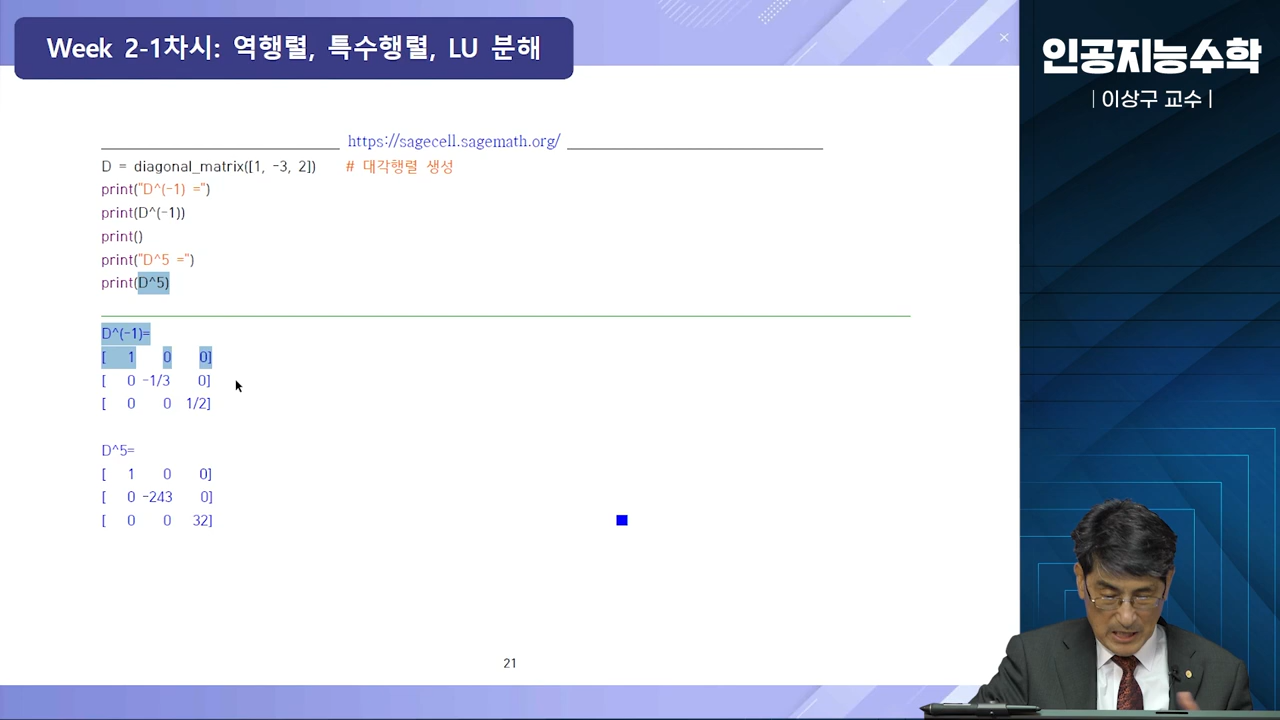 Week 2-1차시: 역행렬, 특수행렬, LU 분해
인공지능수학
| 이상구 교수 |
https://sagecell.sagemath.org/
D = diagonal_matrix([1, -3, 2]) # 대각행렬 생성
print("D^(-1) =")
print(D^(-1))
print()
print("D^5 =")
print(D^5)
D^(-1)=
[ 1 0 0]
[ 0 -1/3 0]
[ 0 0 1/2]
D^5=
[ 1 0 0]
[ 0 -243 0]
[ 0 0 32]
21